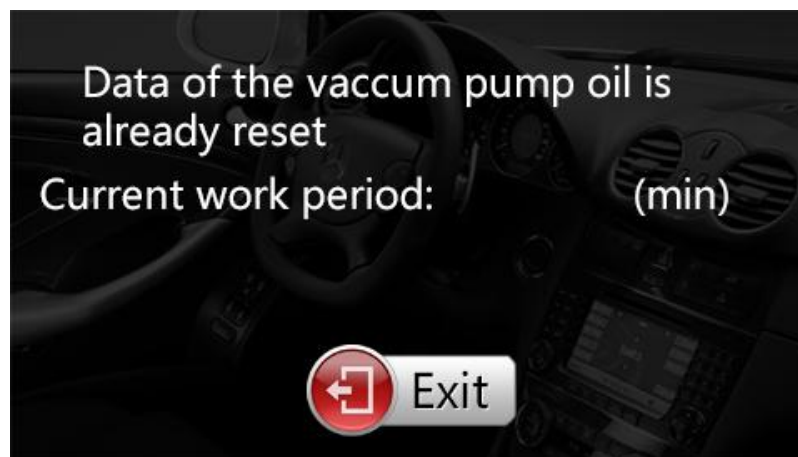 Data of the vaccum pump oil is
already reset
Current work period: (min)
Exit